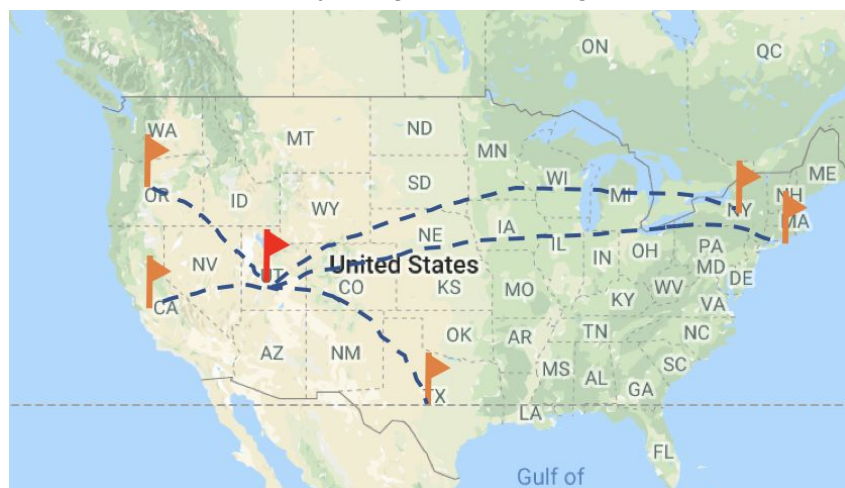 ON
QC
WA
MT
ND
MN
ME
OR
ID
SD
WI
MI
NH
WY
NY
MA
NE
IA
NV
UT
United States
IL
IN
OH
PA
MD
DE
CA
CO
KS
MO
KY
WV
VA
AZ
NM
OK
AR
TN
NC
MS
AL
GA
SC
TX
LA
FL
Gulf of